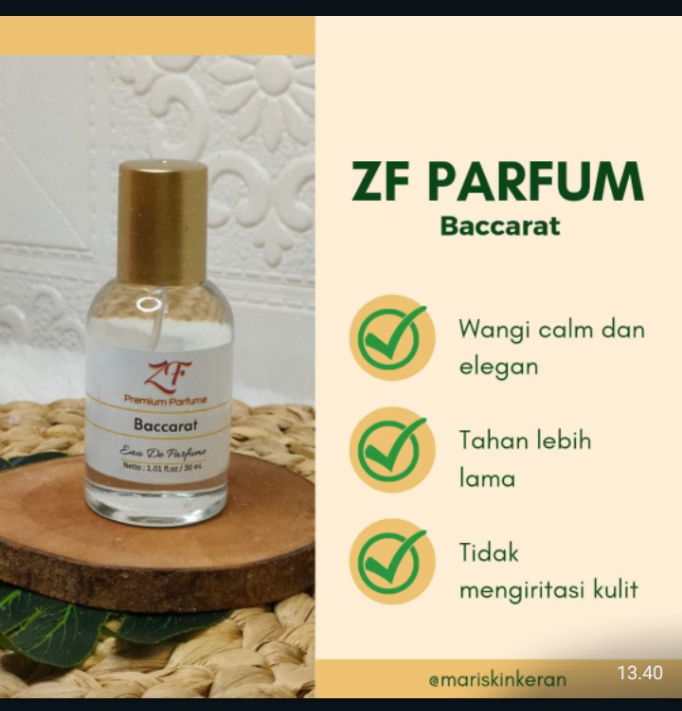 ZF
Premium Parfume
Baccarat
Eau De Parfume
Netto : 1.01 fl.oz / 30 mL
ZF PARFUM
Baccarat
Wangi calm dan
elegan
Tahan lebih
lama
Tidak
mengiritasi kulit
@mariskinkeran
13.40